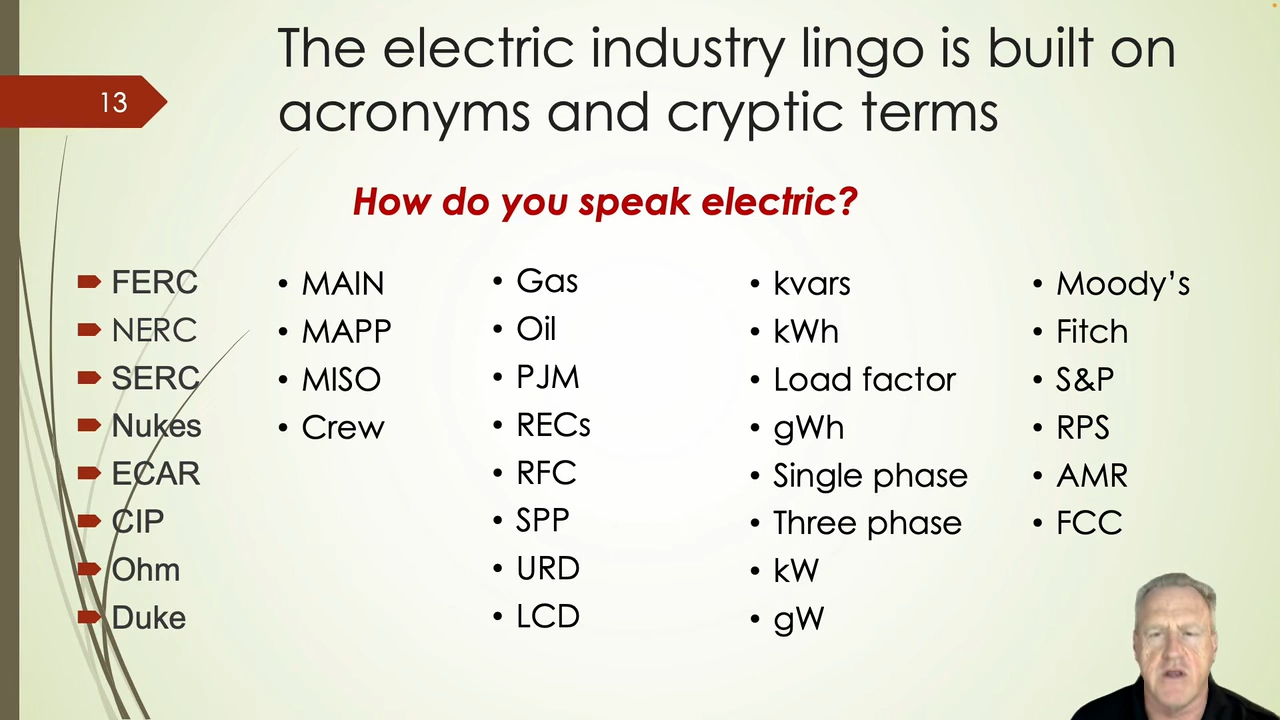 The electric industry lingo is built on
acronyms and cryptic terms
13
How do you speak electric?
FERC
NERC
SERC
Nukes
ECAR
CIP
Ohm
Duke
• MAIN
• MAPP
• MISO
• Crew
• Gas
• Oil
• PJM
• RECs
• RFC
• SPP
• URD
• LCD
• kvars
• kWh
• Load factor
• gWh
• Single phase
• Three phase
• kW
• gW
• Moody’s
• Fitch
• S&P
• RPS
• AMR
• FCC